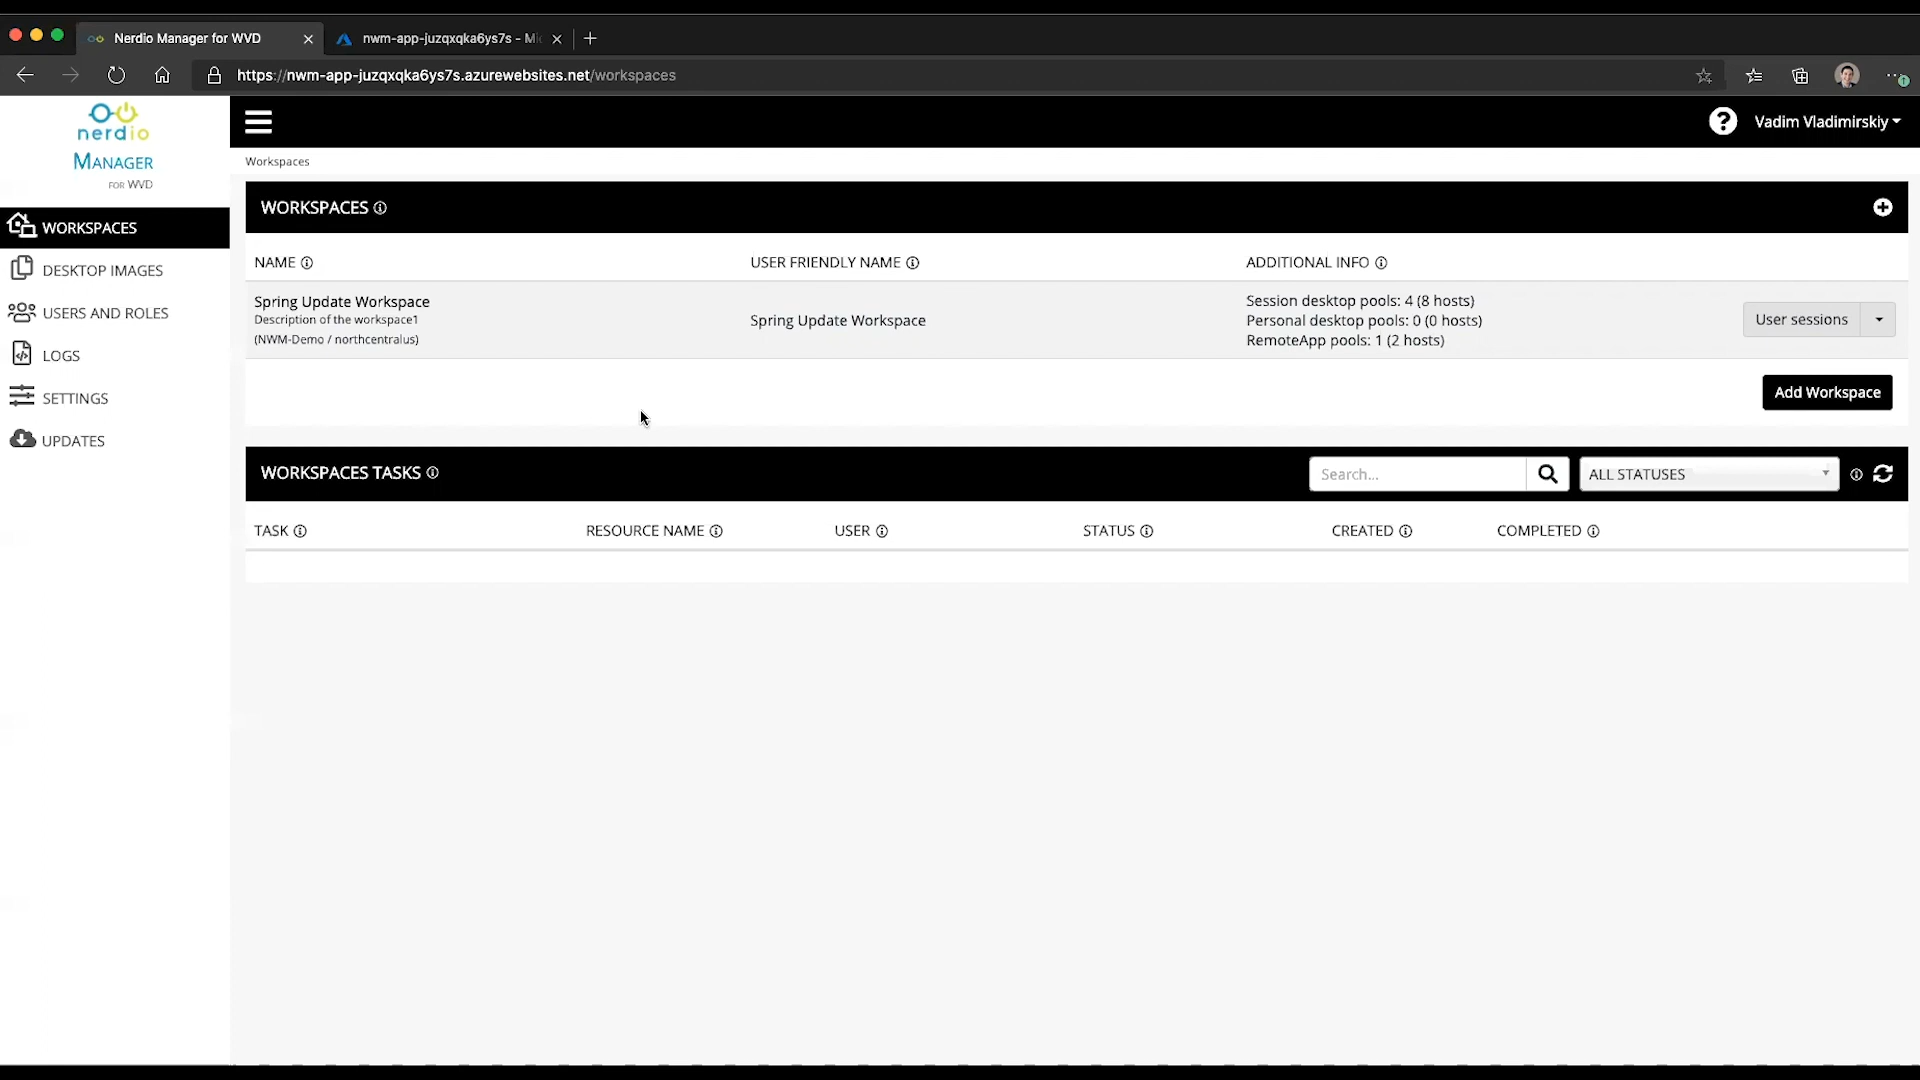 Nerdio Manager for WVD
nwm-app-juzqxqka6ys7s - Mi
https://nwm-app-juzqxqka6ys7s.azurewebsites.net/workspaces
nerdio
MANAGER
FOR WVD
Vadim Vladimirskiy
Workspaces
WORKSPACES
DESKTOP IMAGES
USERS AND ROLES
LOGS
SETTINGS
UPDATES
WORKSPACES
NAME USER FRIENDLY NAME ADDITIONAL INFO
Spring Update Workspace
Description of the workspace1
(NWM-Demo / northcentralus)
Spring Update Workspace
Session desktop pools: 4 (8 hosts)
Personal desktop pools: 0 (0 hosts)
RemoteApp pools: 1 (2 hosts)
User sessions
Add Workspace
WORKSPACES TASKS
Search...
ALL STATUSES
TASK RESOURCE NAME USER STATUS CREATED COMPLETED